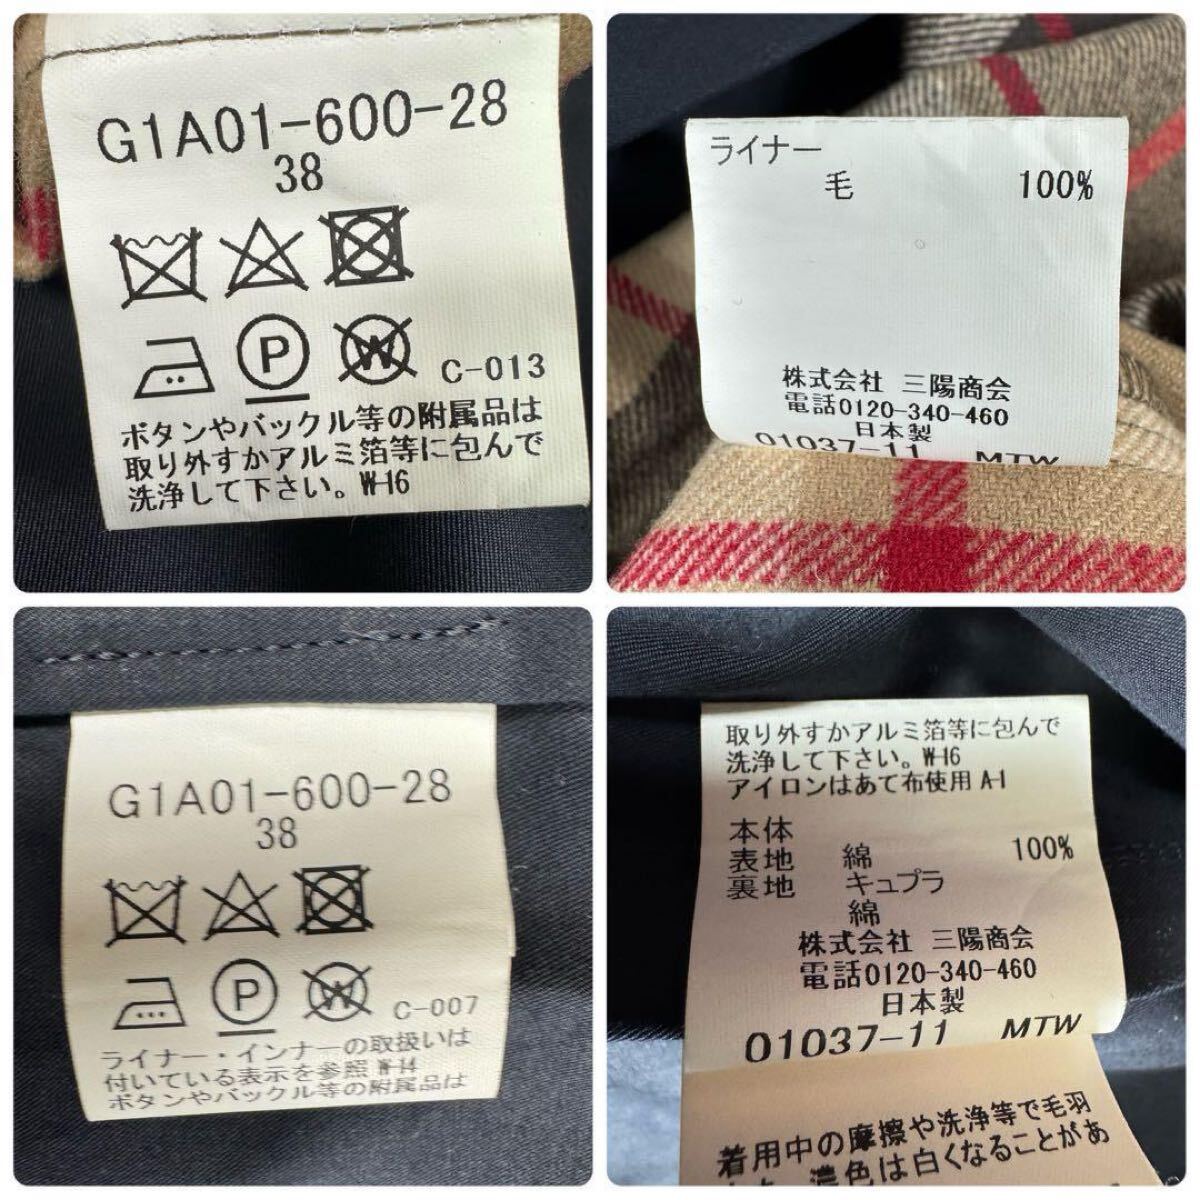 G1A01-600-28
38
P
W
C-013
ボタンやバックル等の附属品は
取り外すかアルミ箔等に包んで
洗浄して下さい。W-16
ライナー
毛 100%
株式会社 三陽商会
電話0120-340-460
日本製
01037-11 MTW
G1A01-600-28
38
P
W
C-007
ライナー・インナーの取扱いは
付いている表示を参照 W-14
ボタンやバックル等の附属品は
取り外すかアルミ箔等に包んで
洗浄して下さい。W-16
アイロンはあて布使用 A-1
本体
表地 綿 100%
裏地 キュプラ
綿
株式会社 三陽商会
電話0120-340-460
日本製
01037-11 MTW
着用中の摩擦や洗浄等で毛羽
濃色は白くなることがあ